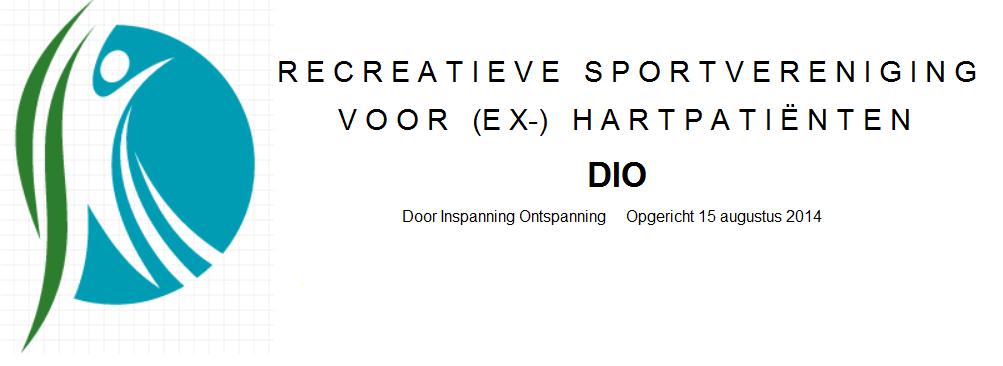 RECREATIEVE SPORTVERENIGING
VOOR (EX-) HARTPATIËNTEN
DIO
Door Inspanning Ontspanning Opgericht 15 augustus 2014